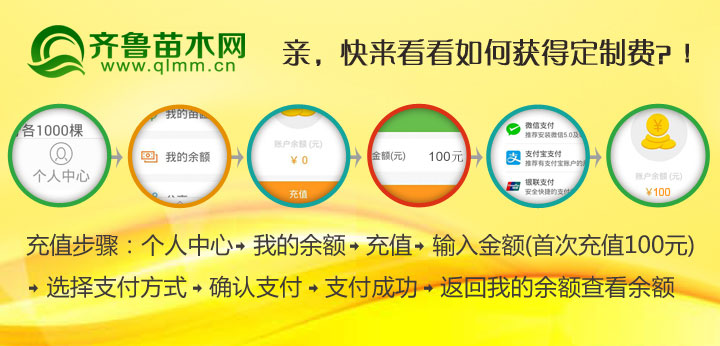 齐鲁苗木网
www.qlmm.cn
亲，快来看看如何获得定制费？！
各1000棵
个人中心
我的苗圃
我的余额
账户余额(元)
￥0
充值
金额(元) 100元
微信支付
推荐安装微信5.0及
支付宝支付
推荐有支付宝账户的
银联支付
安全快捷的支付
账户余额(元)
¥100
充值步骤：个人中心➔我的余额➔充值➔输入金额(首次充值100元)
➔选择支付方式➔确认支付➔支付成功➔返回我的余额查看余额